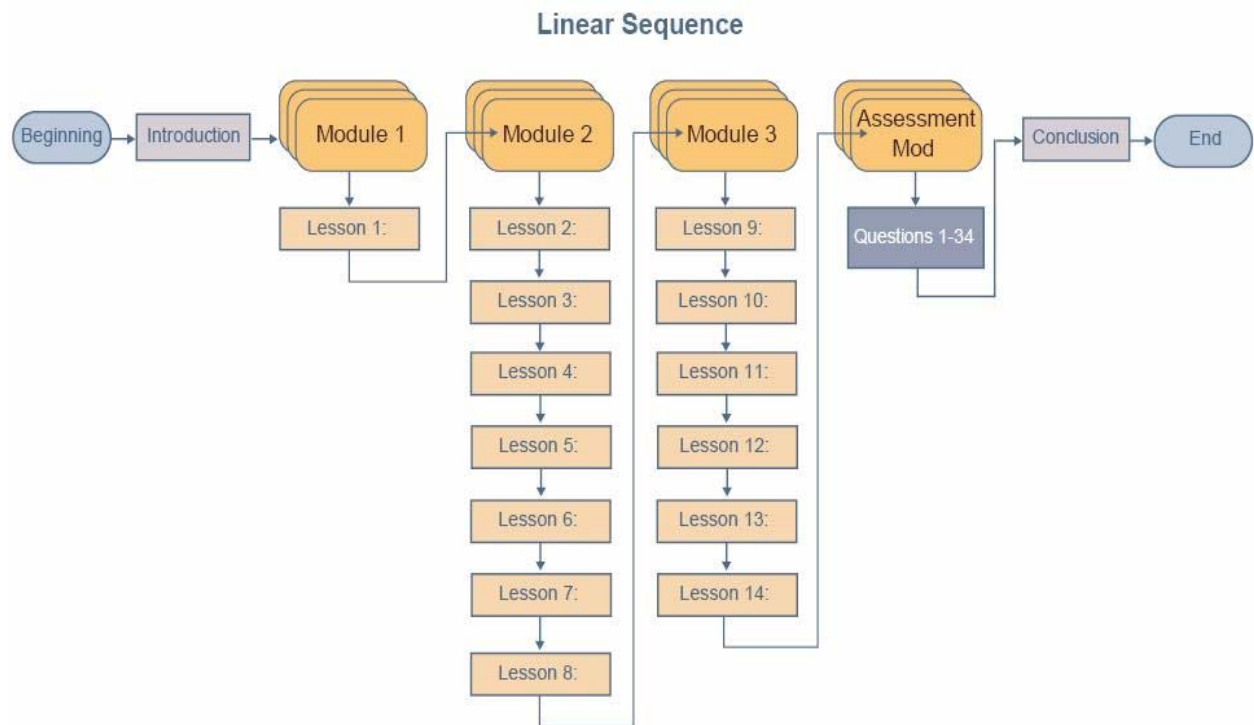 Linear Sequence
Beginning
Introduction
Module 1
Lesson 1:
Module 2
Lesson 2:
Lesson 3:
Lesson 4:
Lesson 5:
Lesson 6:
Lesson 7:
Lesson 8:
Module 3
Lesson 9:
Lesson 10:
Lesson 11:
Lesson 12:
Lesson 13:
Lesson 14:
Assessment
Mod
Questions 1-34
Conclusion
End